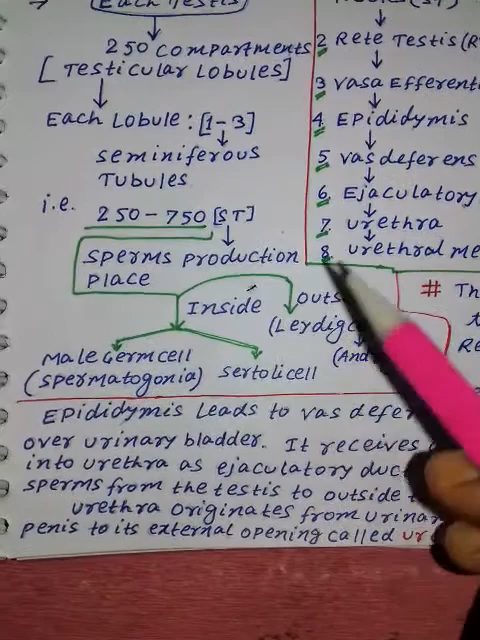 Each Testis
250 compartments
[Testicular Lobules]
Each Lobule: [1-3]
seminiferous
Tubules
i.e. 250-750 [ST]
sperms production
place
Inside
(Leydig
Male Germ cell
(spermatogonia) sertoli cell
2 Rete Testis
3 vasa Efferent
4 Epididymis
5 vas deferens
6 Ejaculatory
7. urethra
8. urethral me
# Th
Epididymis leads to vas defer
over urinary bladder. It receives
into urethra as ejaculatory duc
sperms from the testis to outside
urethra originates from urinar
penis to its external opening called ur